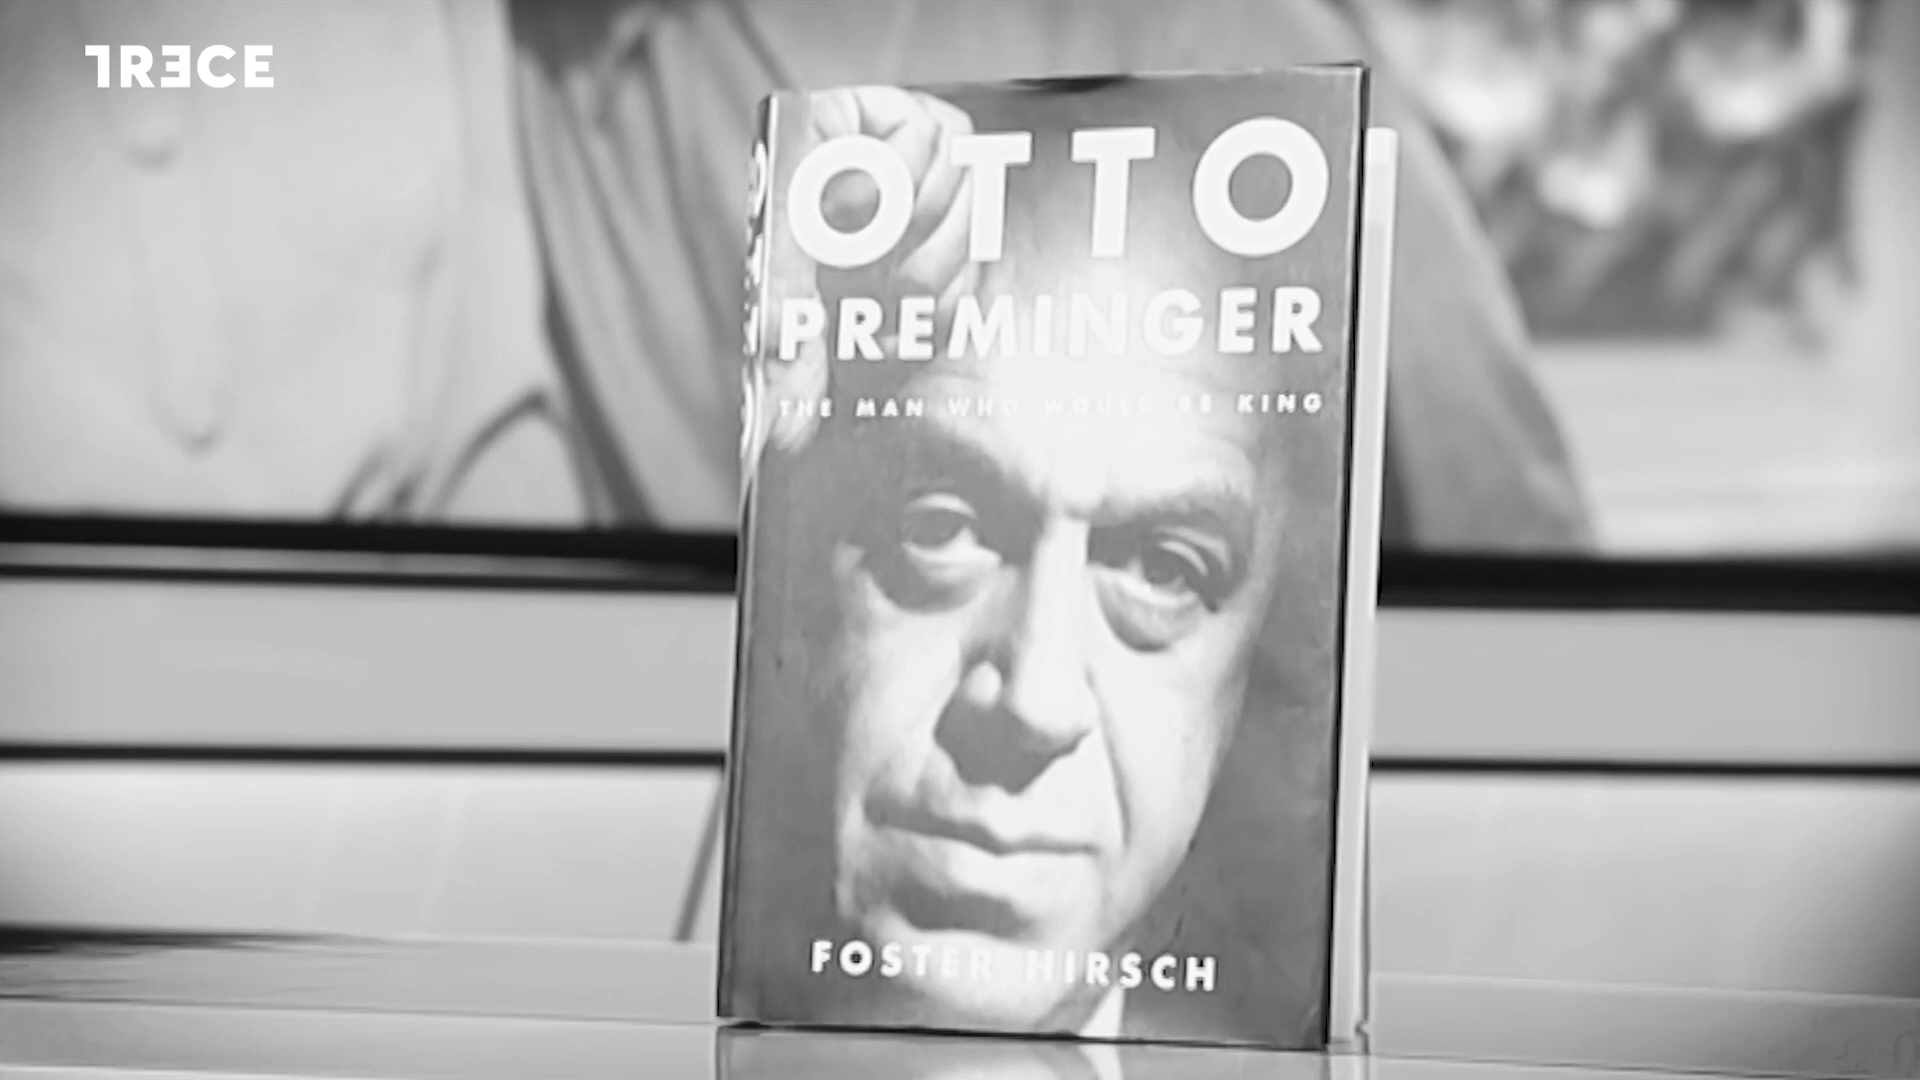 TRECE
OTTO
PREMINGER
THE MAN WHO WOULD BE KING
FOSTER HIRSCH